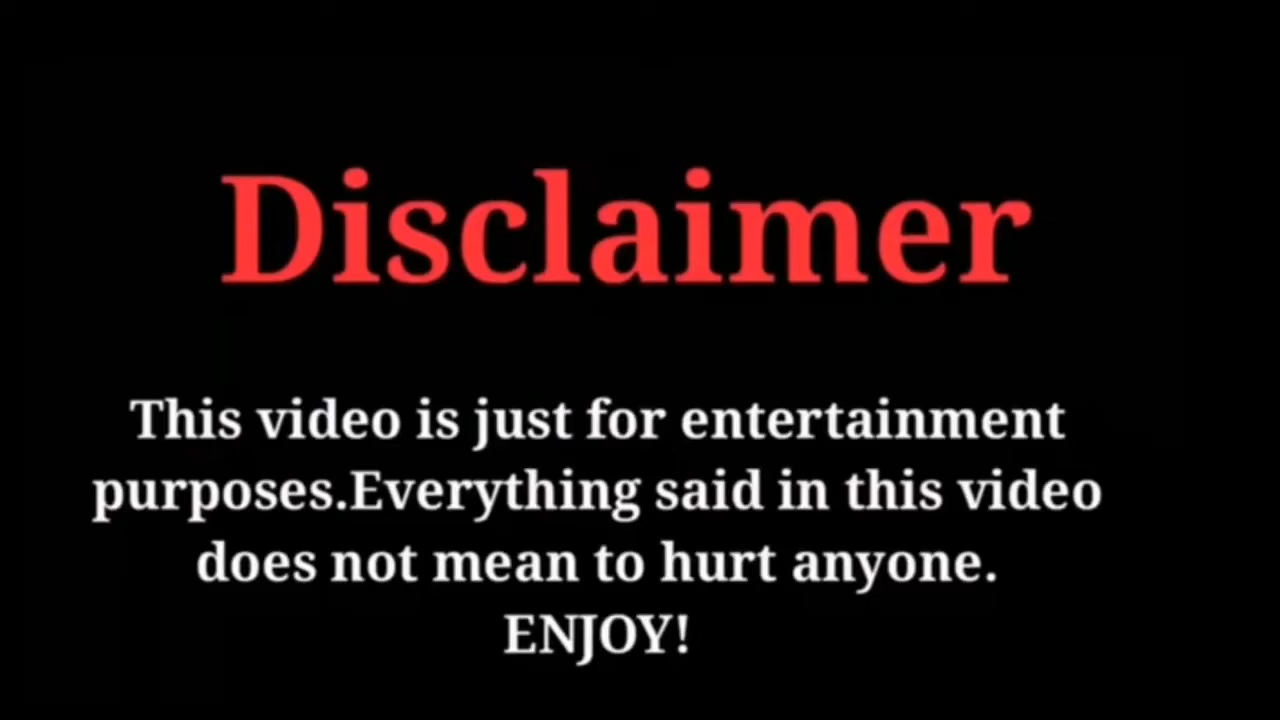 Disclaimer
This video is just for entertainment
purposes.Everything said in this video
does not mean to hurt anyone.
ENJOY!